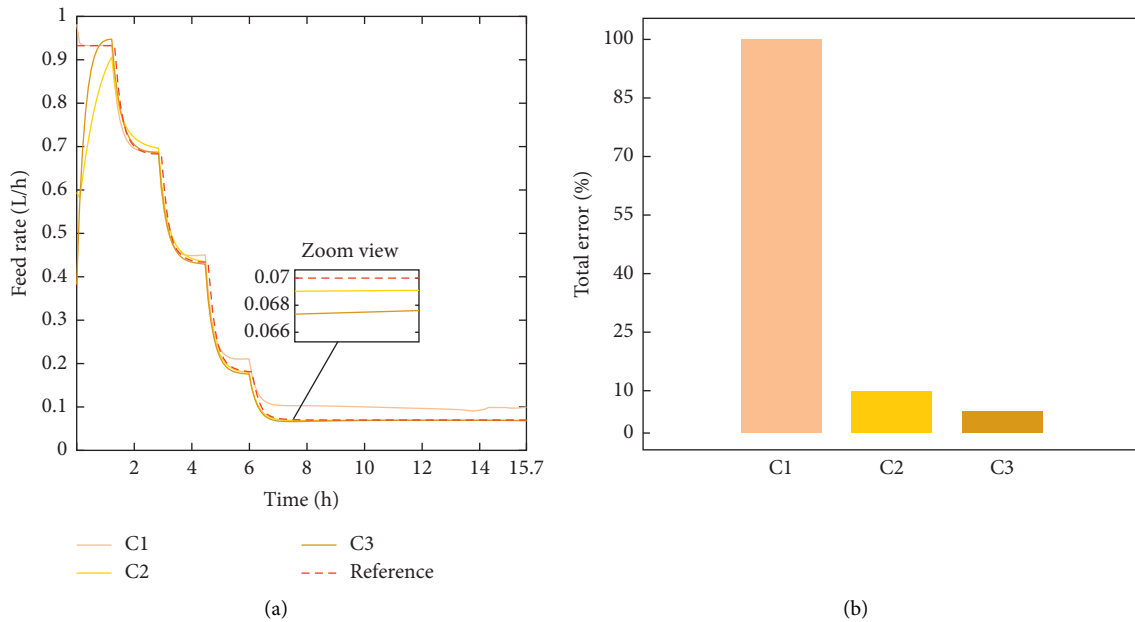 1
0.9
0.8
0.7
0.6
0.5
0.4
0.3
0.2
0.1
0
Feed rate (L/h)
Zoom view
0.07
0.068
0.066
2 4 6 8 10 12 14 15.7
Time (h)
C1 C3
C2 Reference
(a)
100
85
70
55
40
25
10
0
Total error (%)
C1 C2 C3
(b)